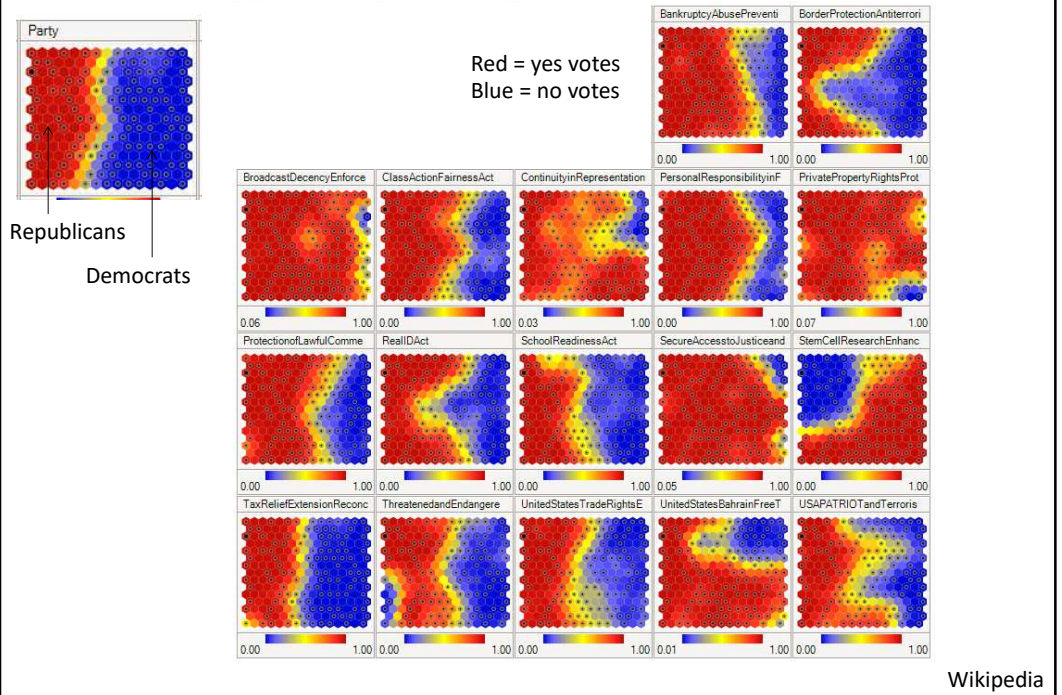 Party
Republicans
Democrats
Red = yes votes
Blue = no votes
BankruptcyAbusePreventi
BorderProtectionAntiterrori
0.00 1.00
0.00 1.00
BroadcastDecencyEnforce
ClassActionFairnessAct
ContinuityinRepresentation
PersonalResponsibilityinF
PrivatePropertyRightsProt
0.06 1.00
0.00 1.00
0.03 1.00
0.00 1.00
0.07 1.00
ProtectionofLawfulComme
RealIDAct
SchoolReadinessAct
SecureAccesstoJusticeand
StemCellResearchEnhanc
0.00 1.00
0.00 1.00
0.00 1.00
0.05 1.00
0.00 1.00
TaxReliefExtensionReconc
ThreatenedandEndangere
UnitedStatesTradeRightsE
UnitedStatesBahrainFreeT
USAPATRIOTandTerroris
0.00 1.00
0.00 1.00
0.00 1.00
0.01 1.00
0.00 1.00
Wikipedia